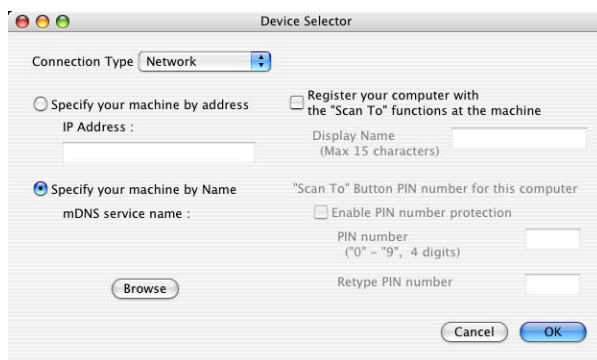 Device Selector
Connection Type Network
Specify your machine by address
IP Address :
Specify your machine by Name
mDNS service name :
Browse
Register your computer with
the "Scan To" functions at the machine
Display Name
(Max 15 characters)
"Scan To" Button PIN number for this computer
Enable PIN number protection
PIN number
("0" – "9", 4 digits)
Retype PIN number
Cancel OK